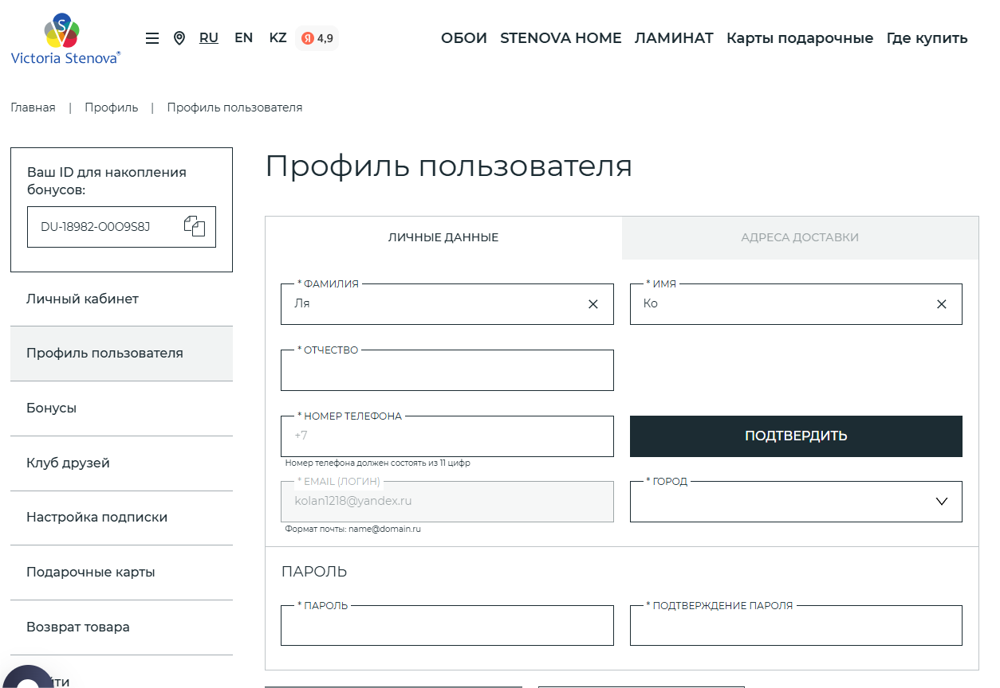 S
V
Victoria Stenova®
RU EN KZ Я 4,9
ОБОИ STENOVA HOME ЛАМИНАТ Карты подарочные Где купить
Главная | Профиль | Профиль пользователя
Ваш ID для накопления
бонусов:
DU-18982-O0O9S8J
Личный кабинет
Профиль пользователя
Бонусы
Клуб друзей
Настройка подписки
Подарочные карты
Возврат товара
Профиль пользователя
ЛИЧНЫЕ ДАННЫЕ
АДРЕСА ДОСТАВКИ
* ФАМИЛИЯ
Ля
* ИМЯ
Ко
* ОТЧЕСТВО
* НОМЕР ТЕЛЕФОНА
+7
Номер телефона должен состоять из 11 цифр
ПОДТВЕРДИТЬ
* EMAIL (ЛОГИН)
kolan1218@yandex.ru
Формат почты: name@domain.ru
* ГОРОД
ПАРОЛЬ
* ПАРОЛЬ
* ПОДТВЕРЖДЕНИЕ ПАРОЛЯ